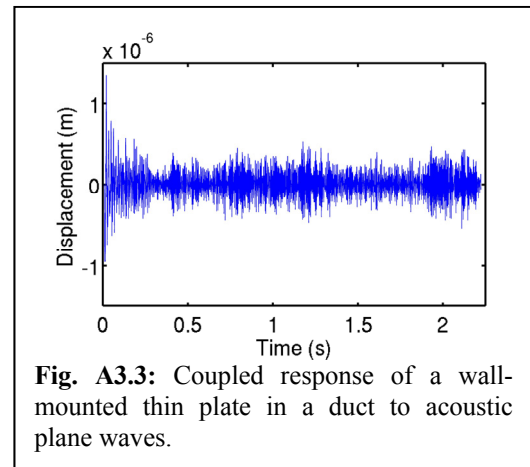 x 10⁻⁶
1
0
-1
Displacement (m)
0 0.5 1 1.5 2
Time (s)
Fig. A3.3: Coupled response of a wall-
mounted thin plate in a duct to acoustic
plane waves.